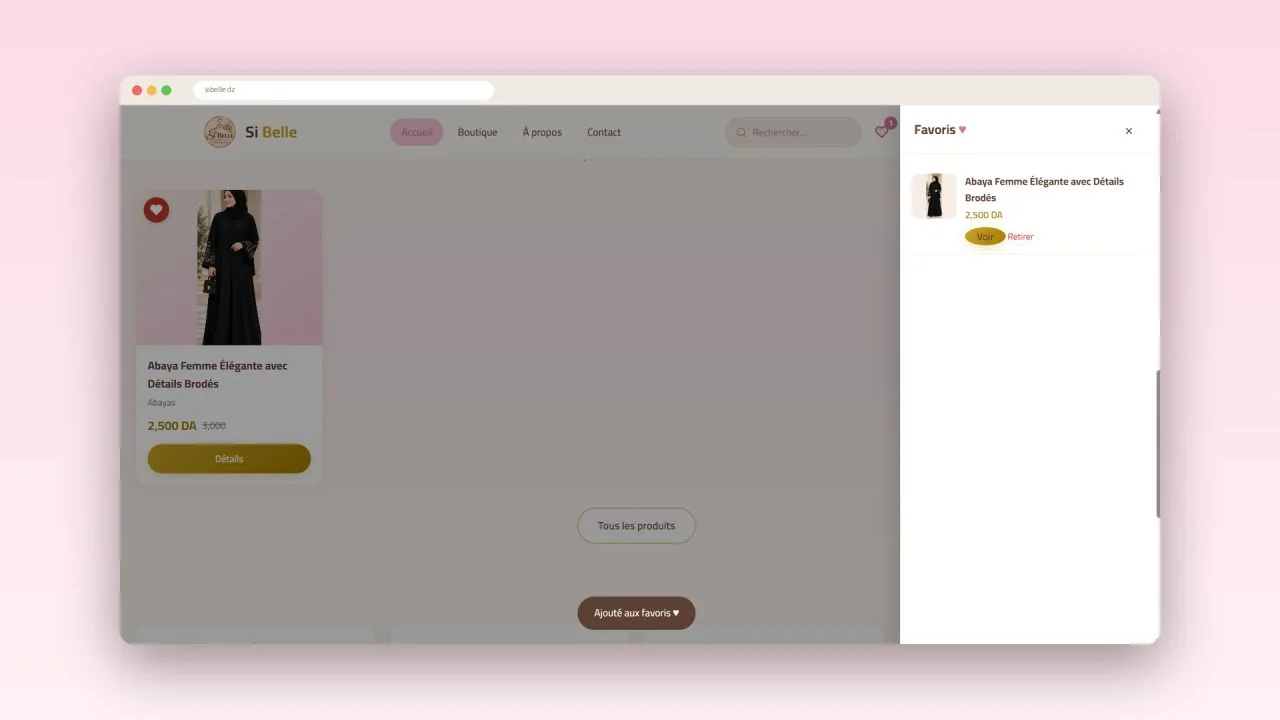 sibelle.dz
Si Belle
Si Belle
Accueil
Boutique
À propos
Contact
Rechercher...
1
Favoris ♥
×
Abaya Femme Élégante avec Détails
Brodés
2,500 DA
Voir Retirer
Abaya Femme Élégante avec
Détails Brodés
Abayas
2,500 DA 3,000
Détails
Tous les produits
Ajouté aux favoris ♥